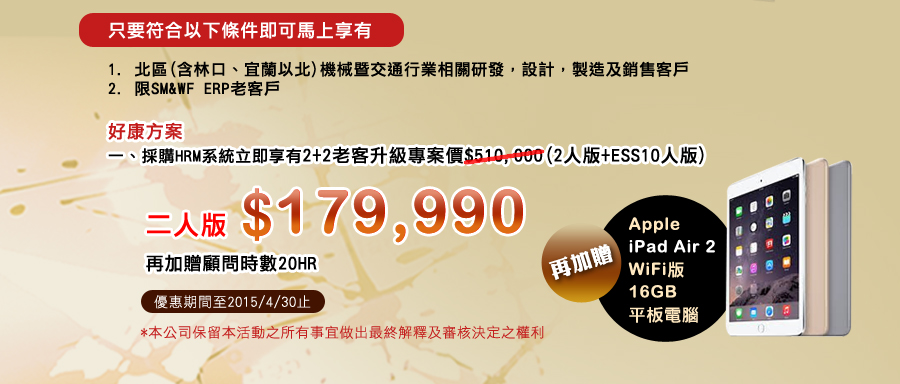 只要符合以下條件即可馬上享有
1. 北區(含林口、宜蘭以北)機械暨交通行業相關研發，設計，製造及銷售客戶
2. 限SM&WF ERP老客戶
好康方案
一、採購HRM系統立即享有2+2老客升級專案價$510,000(2人版+ESS10人版)
二人版 $179,990
再加贈顧問時數20HR
優惠期間至2015/4/30止
*本公司保留本活動之所有事宜做出最終解釋及審核決定之權利
再加贈
Apple
iPad Air 2
WiFi版
16GB
平板電腦